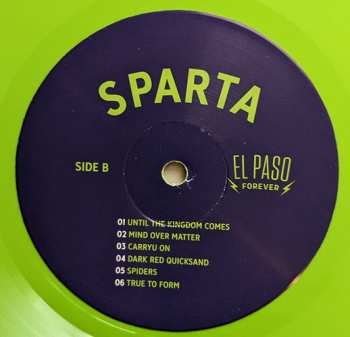 SPARTA
SIDE B
EL PASO
FOREVER
01 UNTIL THE KINGDOM COMES
02 MIND OVER MATTER
03 CARRYU ON
04 DARK RED QUICKSAND
05 SPIDERS
06 TRUE TO FORM